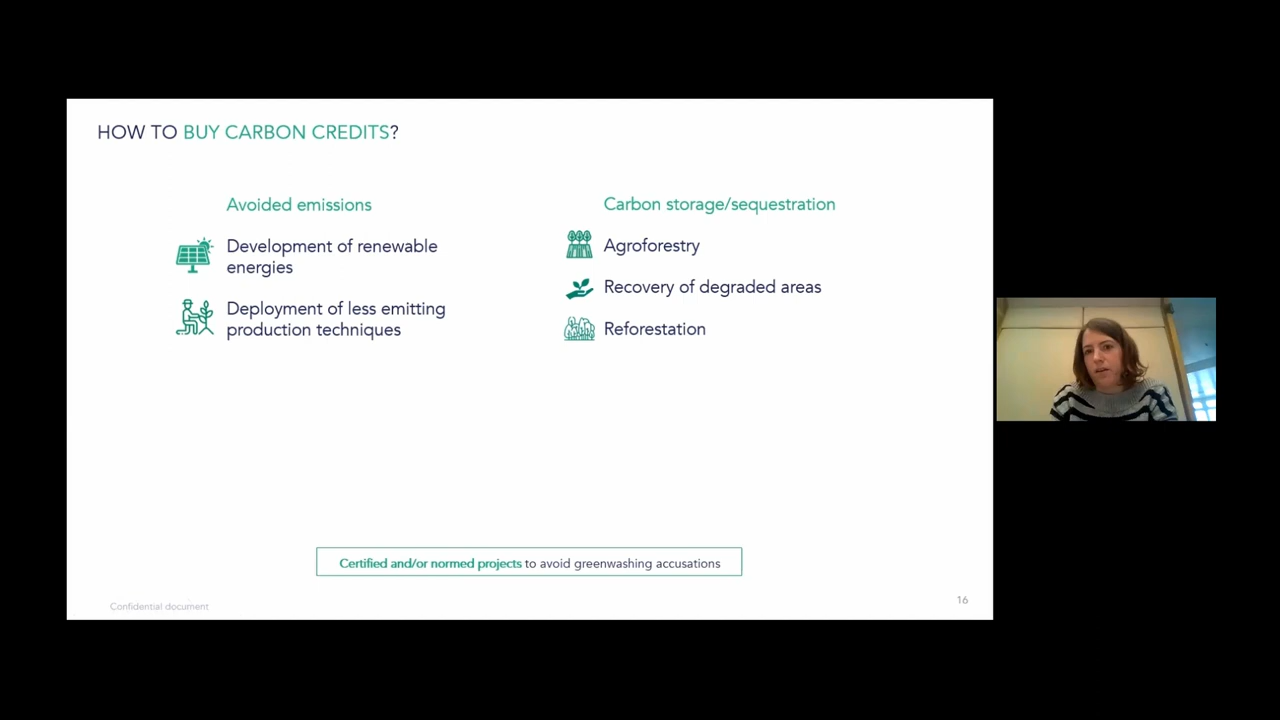 HOW TO BUY CARBON CREDITS?
Avoided emissions
Development of renewable
energies
Deployment of less emitting
production techniques
Carbon storage/sequestration
Agroforestry
Recovery of degraded areas
Reforestation
Certified and/or normed projects to avoid greenwashing accusations
Confidential document
16